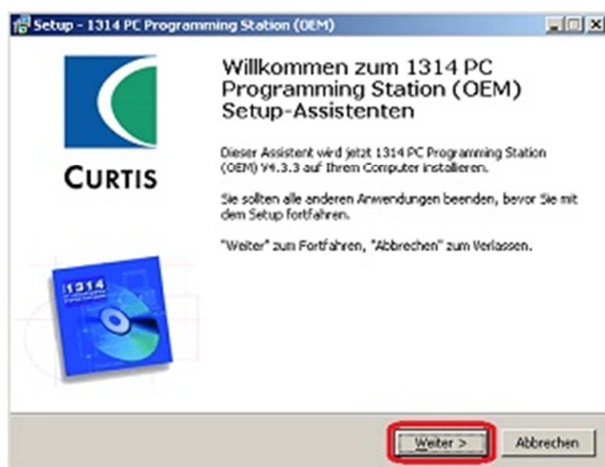 Setup - 1314 PC Programming Station (OEM)
Willkommen zum 1314 PC
Programming Station (OEM)
Setup-Assistenten
Dieser Assistent wird jetzt 1314 PC Programming Station
(OEM) V4.3.3 auf Ihrem Computer installieren.
Sie sollten alle anderen Anwendungen beenden, bevor Sie mit
dem Setup fortfahren.
"Weiter" zum Fortfahren, "Abbrechen" zum Verlassen.
CURTIS
1314
Weiter >
Abbrechen